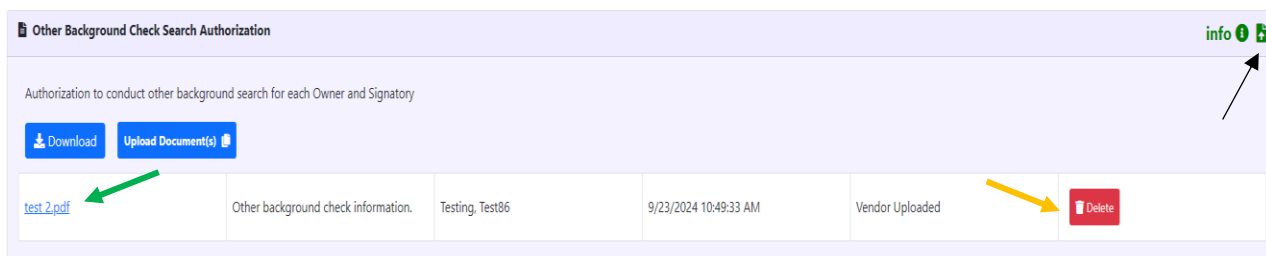 Other Background Check Search Authorization
info
Authorization to conduct other background search for each Owner and Signatory
Download Upload Document(s)
test 2.pdf Other background check information. Testing, Test86 9/23/2024 10:49:33 AM Vendor Uploaded Delete